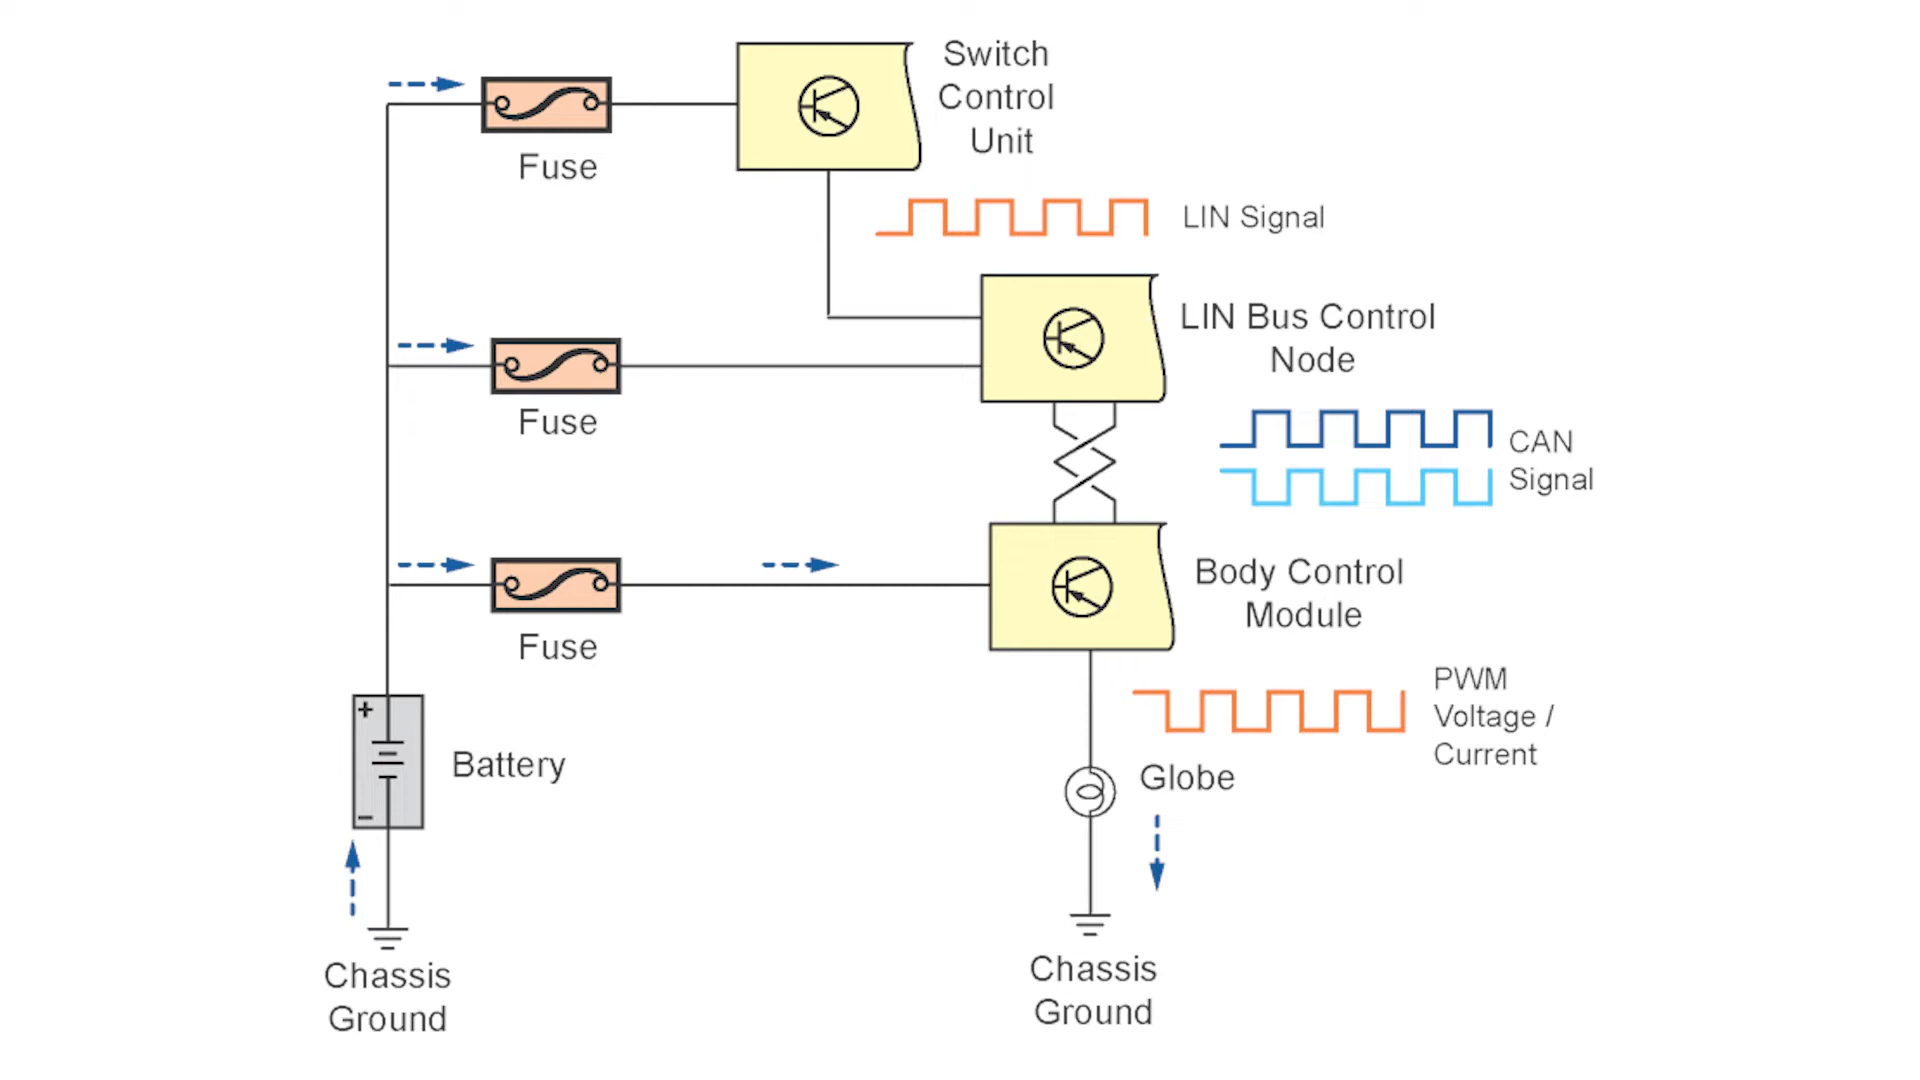 Switch
Control
Unit
Fuse
LIN Signal
LIN Bus Control
Node
Fuse
CAN
Signal
Body Control
Module
Fuse
PWM
Voltage /
Current
+
Battery
Globe
–
Chassis
Ground
Chassis
Ground